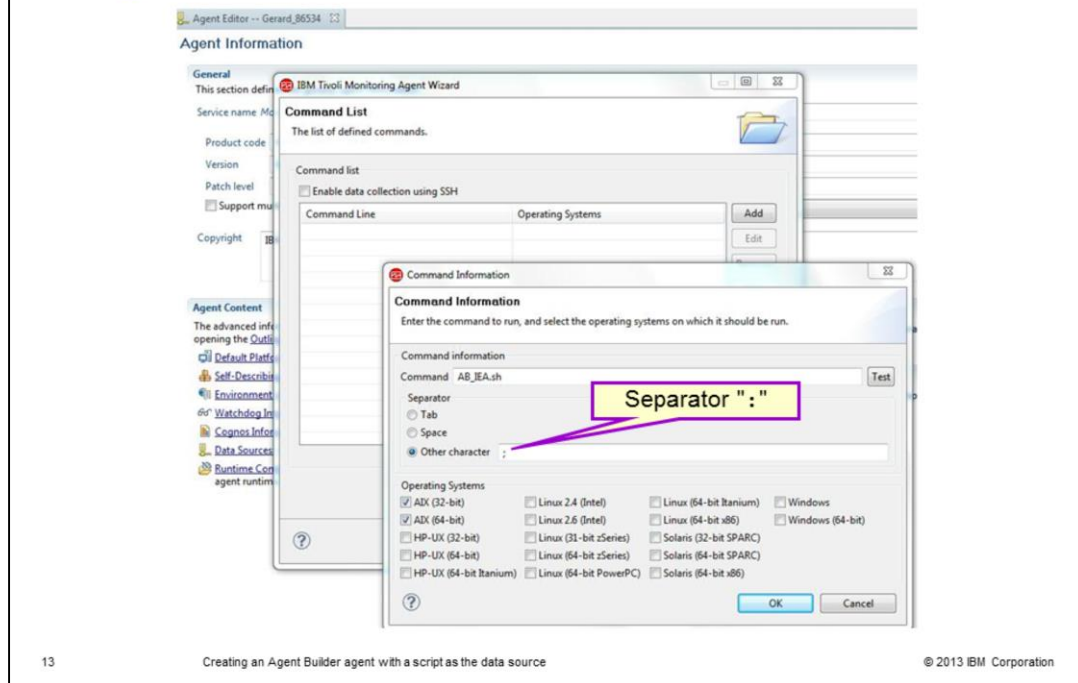 Agent Editor -- Gerard_86534
Agent Information
General
This section defin
Service name Mo
Product code
Version
Patch level
Support mu
Copyright IB
Agent Content
The advanced info
opening the Outli
Default Platfo
Self-Describin
Environment
Watchdog In
Cognos Infor
Data Sources
Runtime Con
agent runtim
IBM Tivoli Monitoring Agent Wizard
Command List
The list of defined commands.
Command list
Enable data collection using SSH
Command Line Operating Systems
Add
Edit
Command Information
Command Information
Enter the command to run, and select the operating systems on which it should be run.
Command information
Command AB_IEA.sh Test
Separator
Tab
Space
Other character ;
Separator ":"
Operating Systems
AIX (32-bit) Linux 2.4 (Intel) Linux (64-bit Itanium) Windows
AIX (64-bit) Linux 2.6 (Intel) Linux (64-bit x86) Windows (64-bit)
HP-UX (32-bit) Linux (31-bit zSeries) Solaris (32-bit SPARC)
HP-UX (64-bit) Linux (64-bit zSeries) Solaris (64-bit SPARC)
HP-UX (64-bit Itanium) Linux (64-bit PowerPC) Solaris (64-bit x86)
OK Cancel
13 Creating an Agent Builder agent with a script as the data source © 2013 IBM Corporation